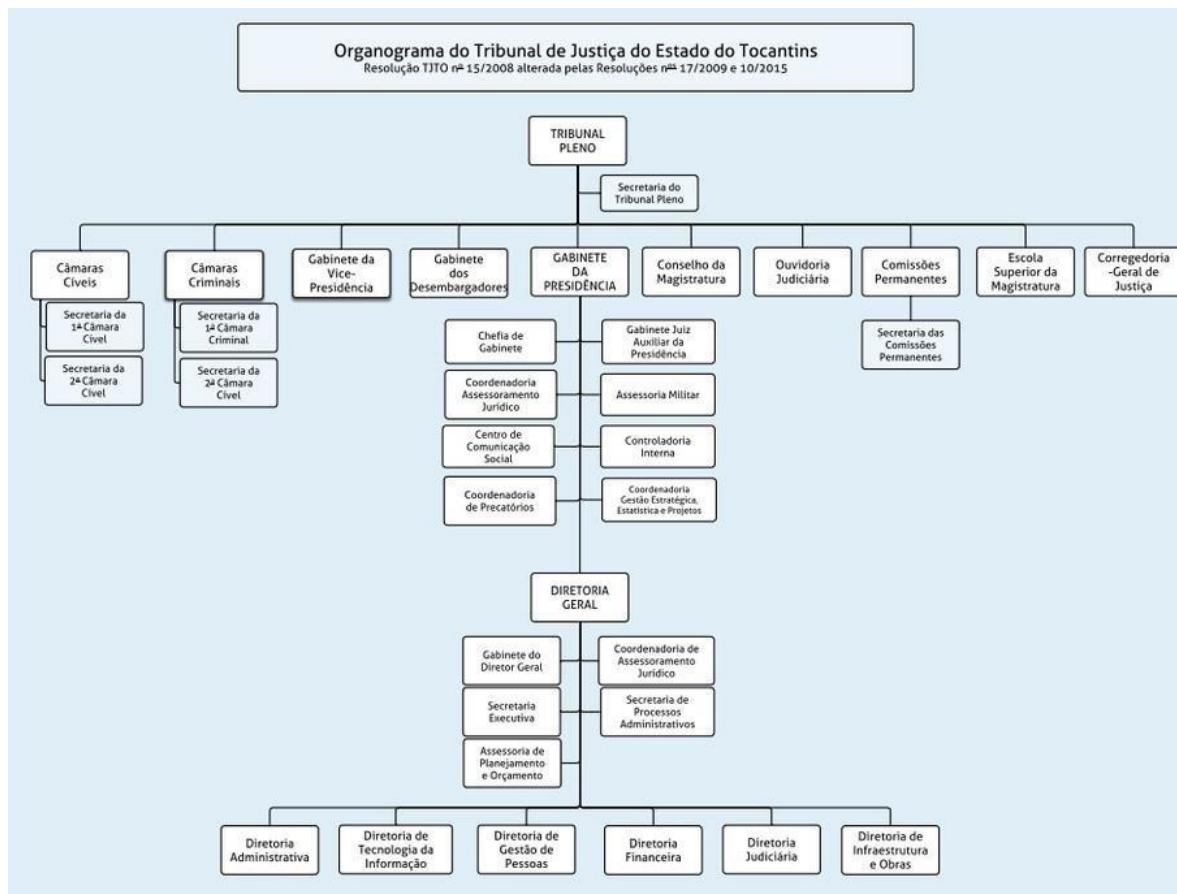 Organograma do Tribunal de Justiça do Estado do Tocantins
Resolução TJTO nº 15/2008 alterada pelas Resoluções nºs 17/2009 e 10/2015
TRIBUNAL
PLENO
Secretaria do
Tribunal Pleno
Câmaras
Cíveis
Câmaras
Criminais
Gabinete da
Vice-
Presidência
Gabinete
dos
Desembargadores
GABINETE
DA
PRESIDÊNCIA
Conselho da
Magistratura
Ouvidoria
Judiciária
Comissões
Permanentes
Escola
Superior da
Magistratura
Corregedoria
-Geral de
Justiça
Secretaria da
1ª Câmara
Cível
Secretaria da
2ª Câmara
Cível
Secretaria da
1ª Câmara
Criminal
Secretaria da
2ª Câmara
Cível
Secretaria das
Comissões
Permanentes
Chefia de
Gabinete
Gabinete Juiz
Auxiliar da
Presidência
Coordenadoria
Assessoramento
Jurídico
Assessoria Militar
Centro de
Comunicação
Social
Controladoria
Interna
Coordenadoria
de Precatórios
Coordenadoria
Gestão Estratégica,
Estatística e Projetos
DIRETORIA
GERAL
Gabinete do
Diretor Geral
Coordenadoria de
Assessoramento
Jurídico
Secretaria
Executiva
Secretaria de
Processos
Administrativos
Assessoria de
Planejamento
e Orçamento
Diretoria
Administrativa
Diretoria de
Tecnologia da
Informação
Diretoria de
Gestão de
Pessoas
Diretoria
Financeira
Diretoria
Judiciária
Diretoria de
Infraestrutura
e Obras